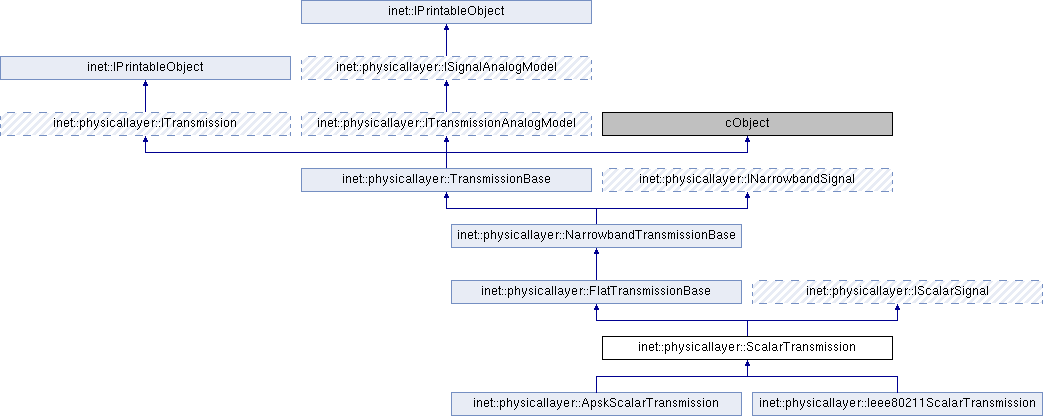 inet::IPrintableObject
inet::IPrintableObject
inet::physicallayer::ISignalAnalogModel
inet::physicallayer::ITransmission
inet::physicallayer::ITransmissionAnalogModel
cObject
inet::physicallayer::TransmissionBase
inet::physicallayer::INarrowbandSignal
inet::physicallayer::NarrowbandTransmissionBase
inet::physicallayer::FlatTransmissionBase
inet::physicallayer::IScalarSignal
inet::physicallayer::ScalarTransmission
inet::physicallayer::ApskScalarTransmission
inet::physicallayer::Ieee80211ScalarTransmission